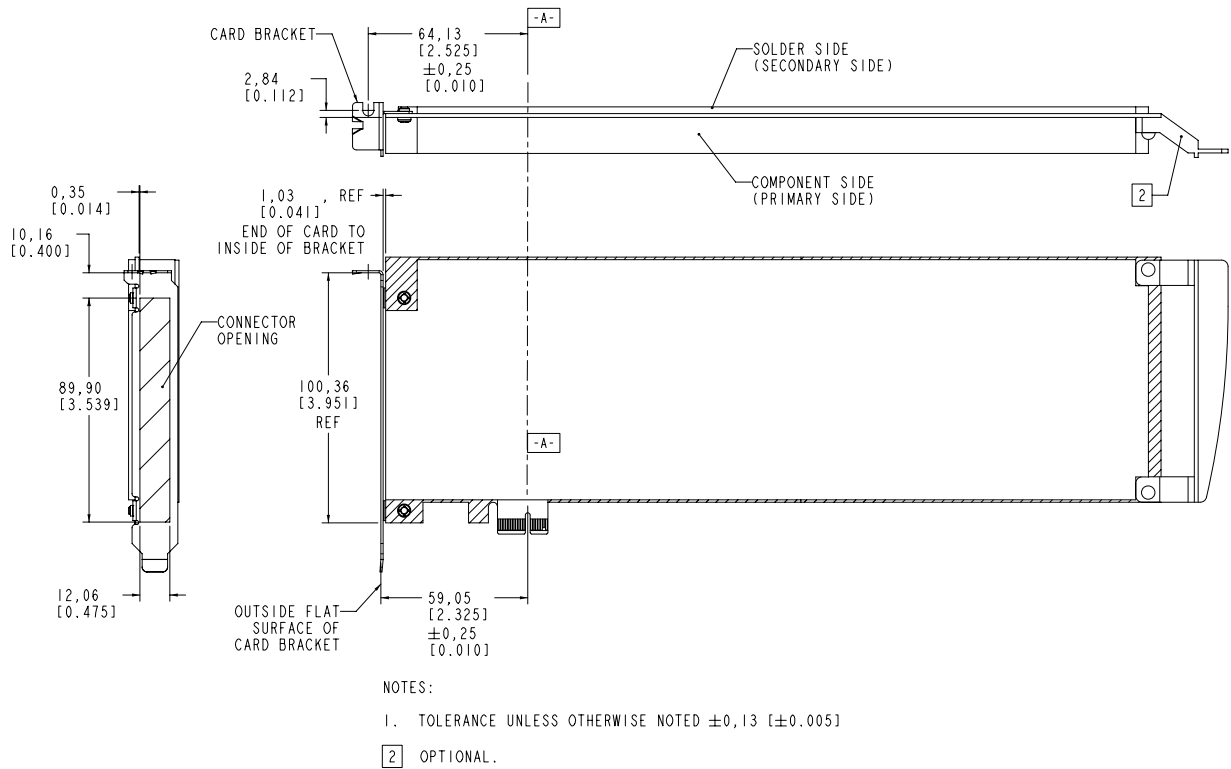 -A-
CARD BRACKET
64,13
[2.525]
±0,25
[0.010]
SOLDER SIDE
(SECONDARY SIDE)
2,84
[0.112]
COMPONENT SIDE
(PRIMARY SIDE)
2
0,35
[0.014]
1,03 , REF
[0.041]
END OF CARD TO
INSIDE OF BRACKET
10,16
[0.400]
CONNECTOR
OPENING
89,90
[3.539]
100,36
[3.951]
REF
-A-
12,06
[0.475]
OUTSIDE FLAT
SURFACE OF
CARD BRACKET
59,05
[2.325]
±0,25
[0.010]
NOTES:
1. TOLERANCE UNLESS OTHERWISE NOTED ±0,13 [±0.005]
2 OPTIONAL.